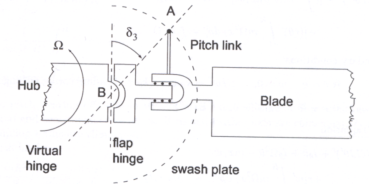 A
δ3
Ω
Pitch link
Hub
B
Blade
Virtual
hinge
flap
hinge
swash plate